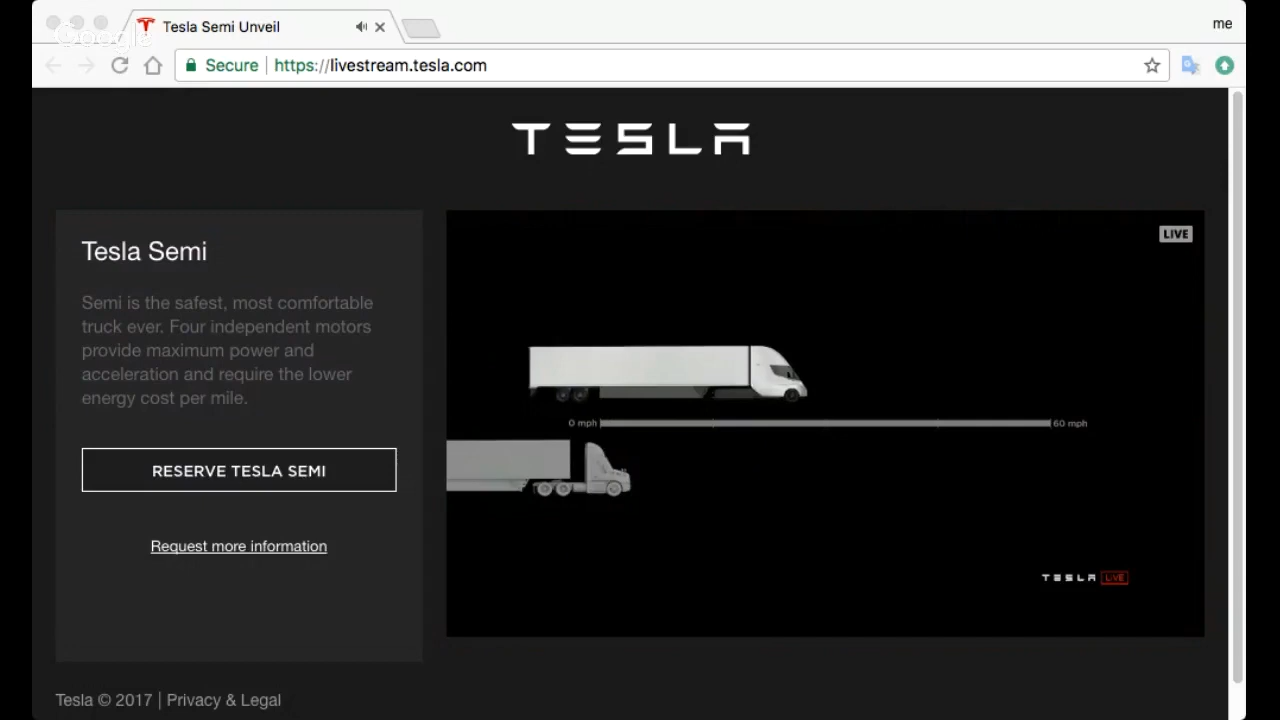 Tesla Semi Unveil
me
Google
Secure
https://livestream.tesla.com
TESLA
Tesla Semi
Semi is the safest, most comfortable
truck ever. Four independent motors
provide maximum power and
acceleration and require the lower
energy cost per mile.
RESERVE TESLA SEMI
Request more information
LIVE
0 mph
60 mph
TESLA LIVE
Tesla © 2017 | Privacy & Legal